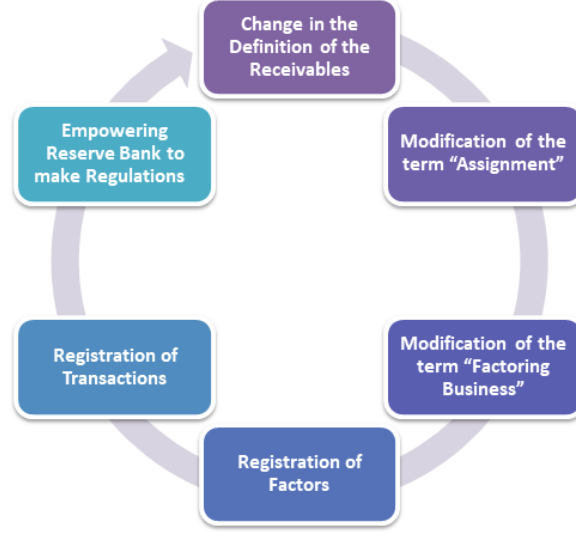 Change in the
Definition of the
Receivables
Modification of the
term “Assignment”
Modification of the
term “Factoring
Business”
Registration of
Factors
Registration of
Transactions
Empowering
Reserve Bank to
make Regulations